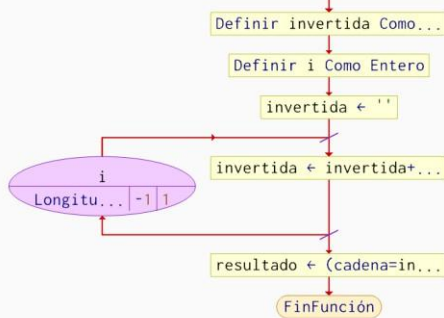 Definir invertida Como...
Definir i Como Entero
invertida ← ''
i
Longitu... -1 1
invertida ← invertida+...
resultado ← (cadena=in...
FinFunción